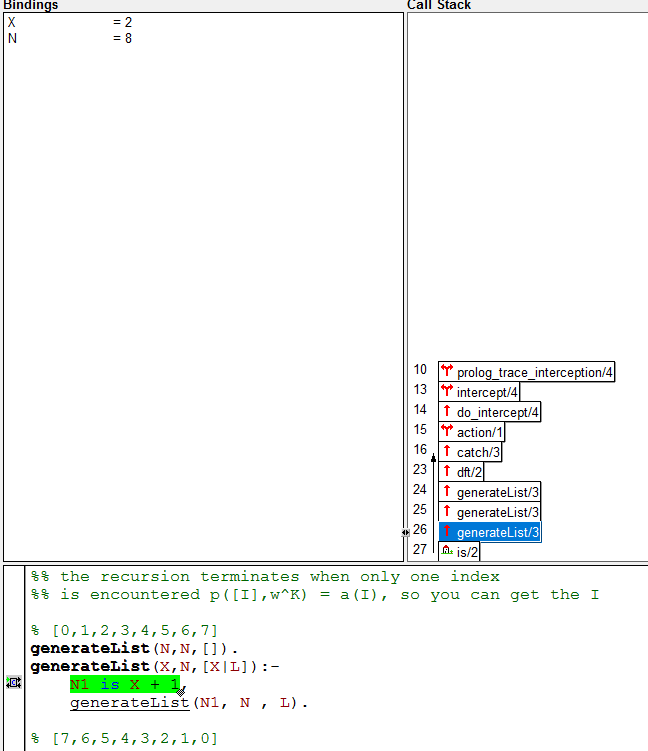 Bindings
X = 2
N = 8
Call Stack
10 prolog_trace_interception/4
13 intercept/4
14 do_intercept/4
15 action/1
16 catch/3
23 dft/2
24 generateList/3
25 generateList/3
26 generateList/3
27 is/2
%% the recursion terminates when only one index
%% is encountered p([I],w^K) = a(I), so you can get the I
% [0,1,2,3,4,5,6,7]
generateList(N,N,[]).
generateList(X,N,[X|L]):-
N1 is X + 1,
generateList(N1, N , L).
% [7,6,5,4,3,2,1,0]